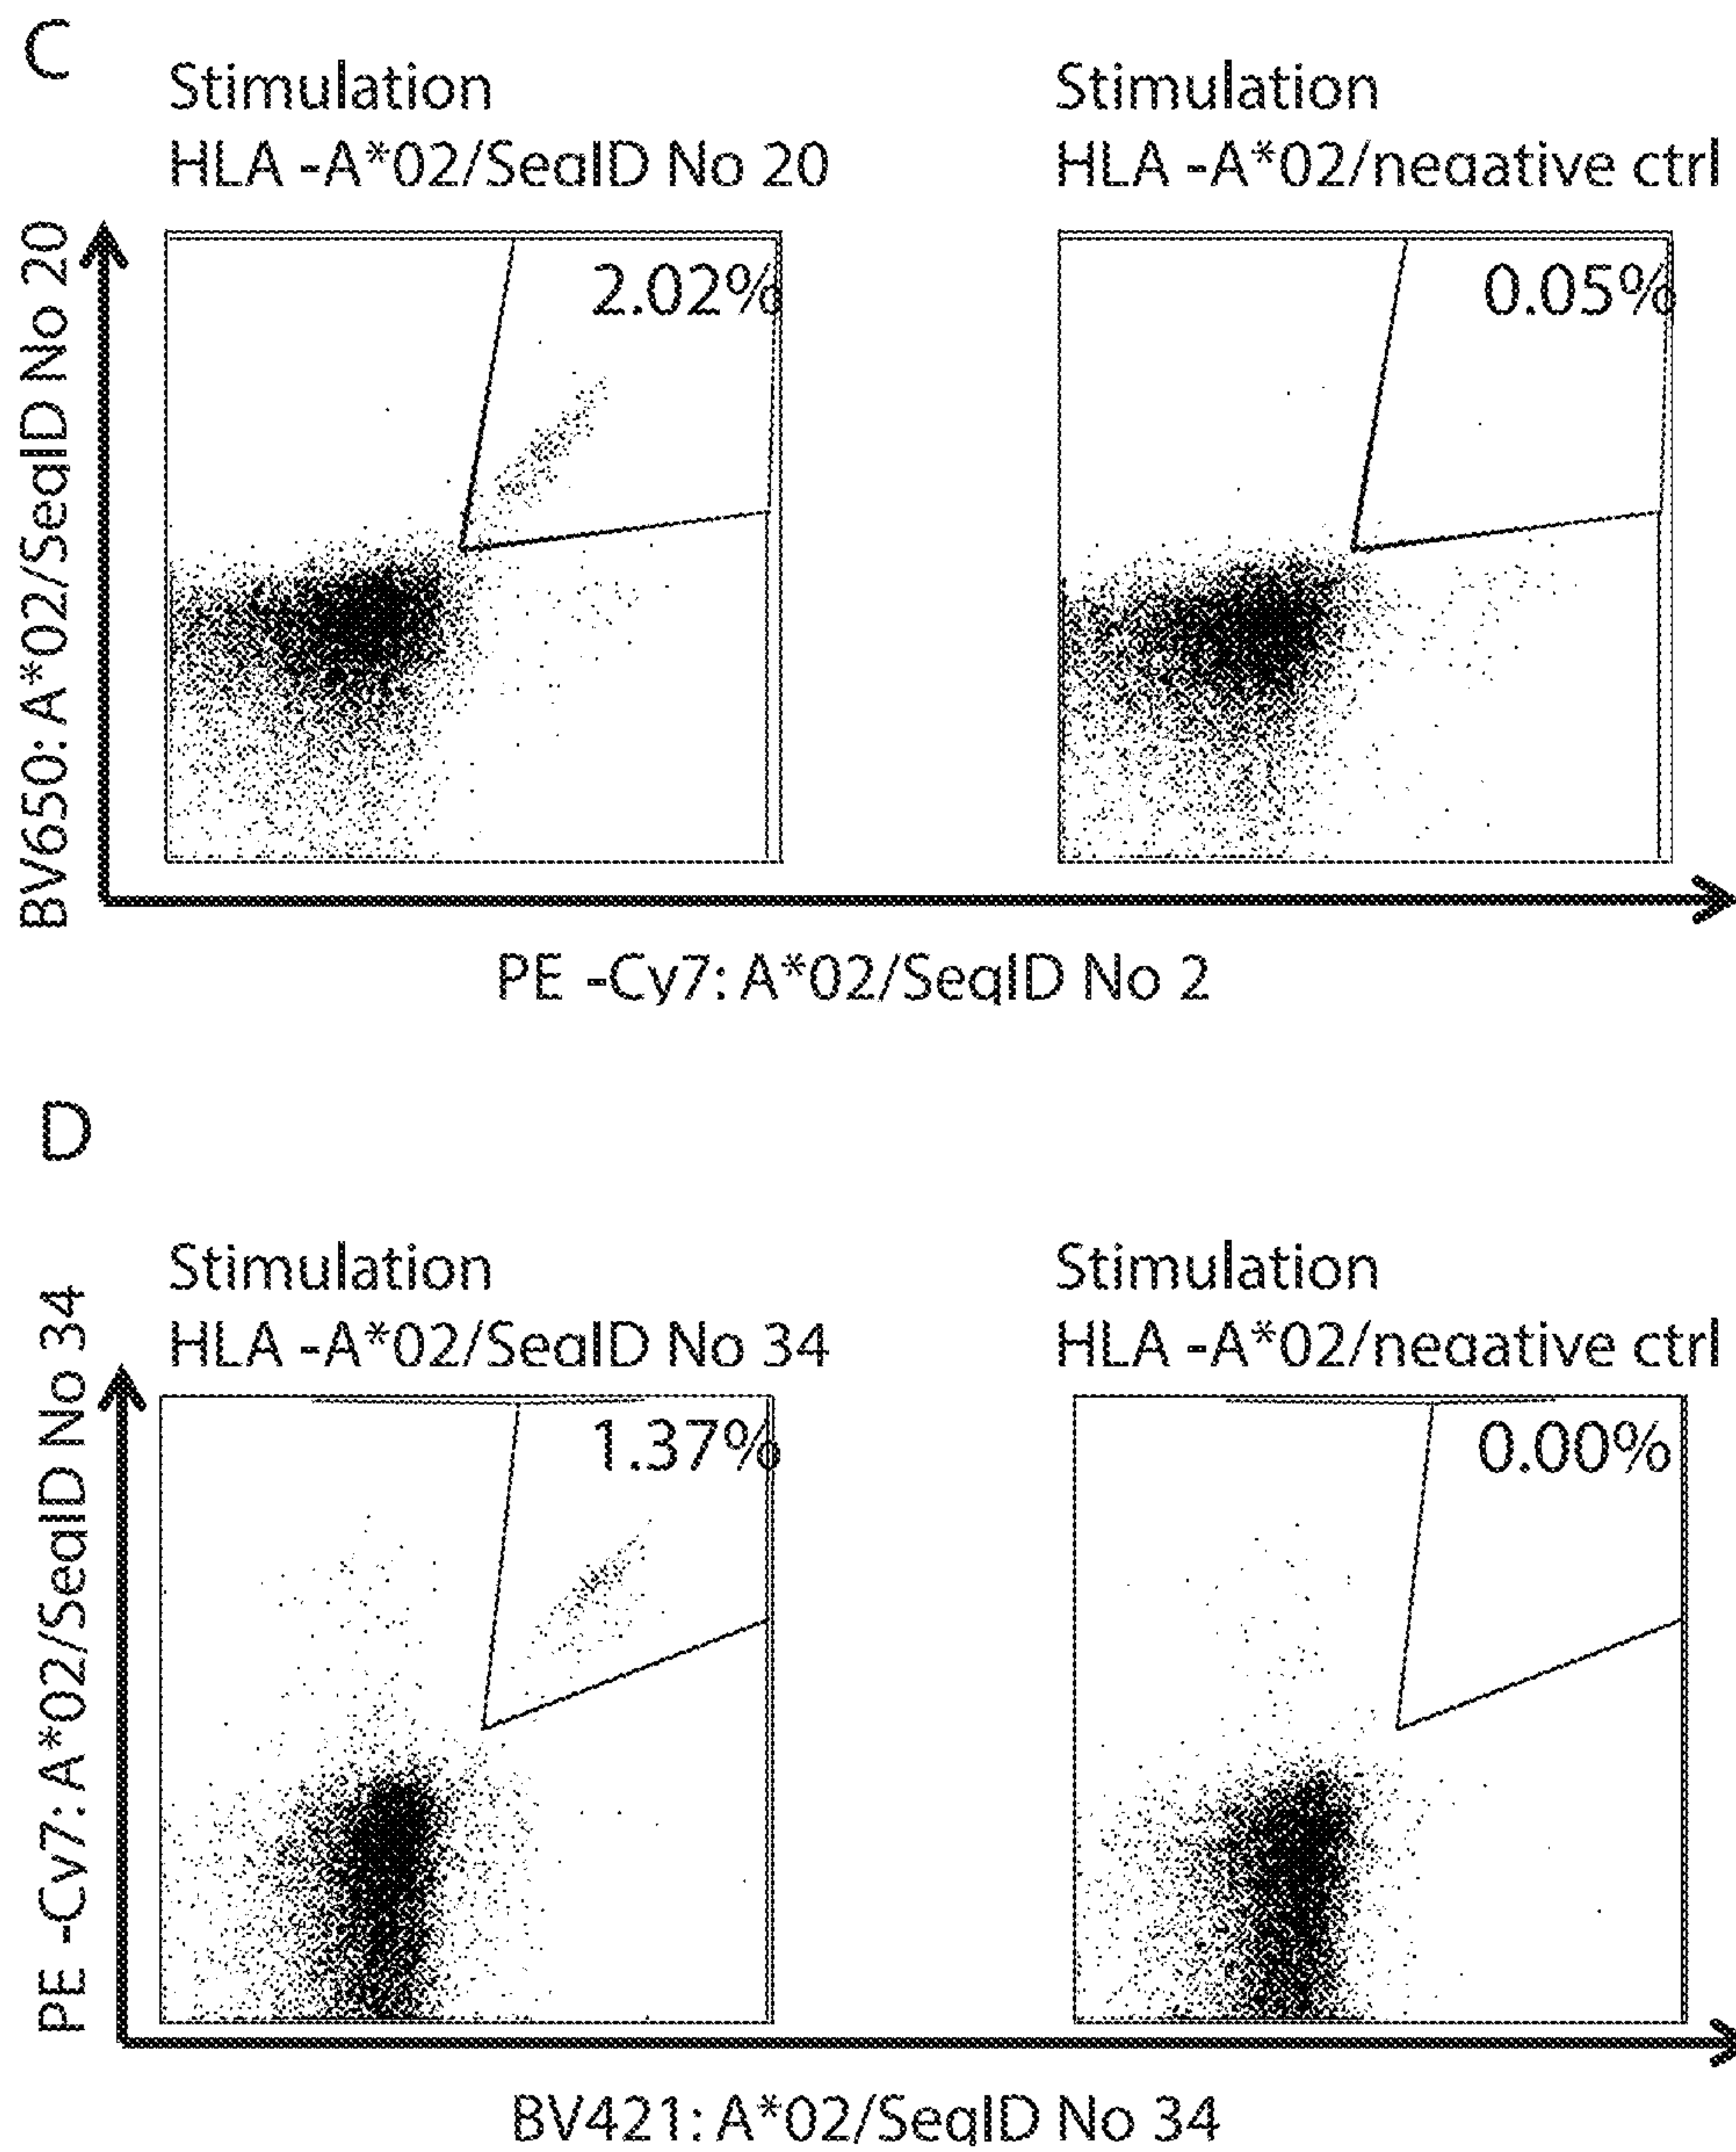 C
Stimulation
HLA -A*02/SeqID No 20
Stimulation
HLA -A*02/negative ctrl
BV650: A*02/SeqID No 20
2.02%
0.05%
PE -Cy7: A*02/SeqID No 2
D
Stimulation
HLA -A*02/SeqID No 34
Stimulation
HLA -A*02/negative ctrl
PE -Cy7: A*02/SeqID No 34
1.37%
0.00%
BV421: A*02/SeqID No 34